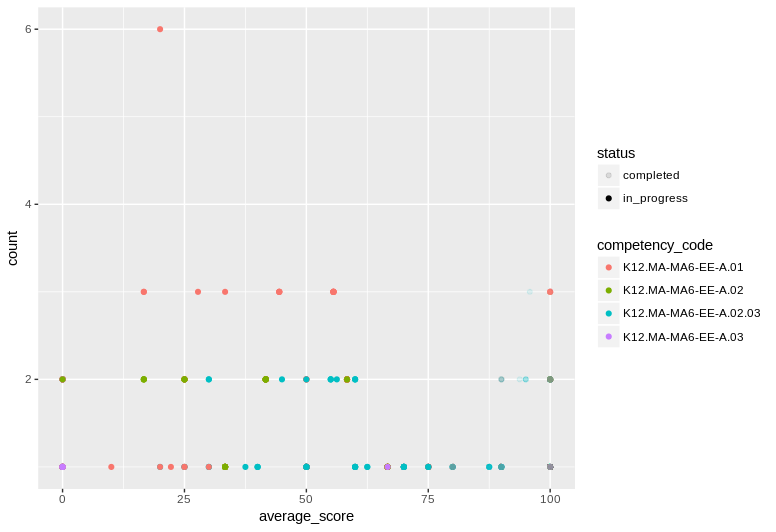 6
4
2
count
0
25
50
75
100
average_score
status
completed
in_progress
competency_code
K12.MA-MA6-EE-A.01
K12.MA-MA6-EE-A.02
K12.MA-MA6-EE-A.02.03
K12.MA-MA6-EE-A.03